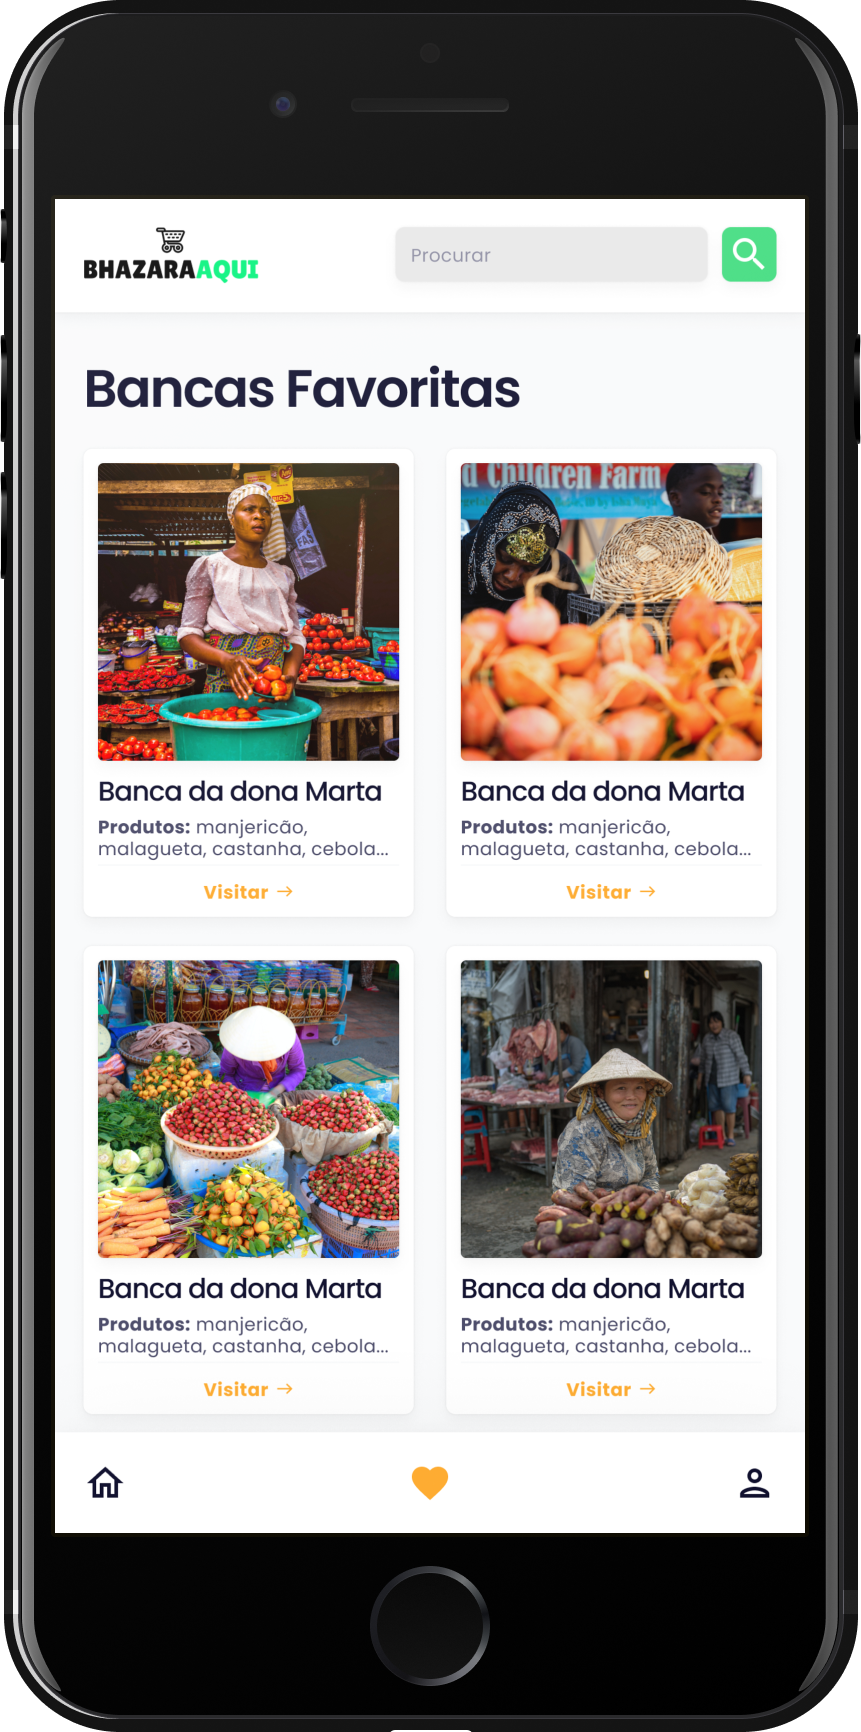 BHAZARAAQUI
Procurar
Bancas Favoritas
d Children Farm
Banca da dona Marta
Produtos: manjericão,
malagueta, castanha, cebola...
Visitar →
Banca da dona Marta
Produtos: manjericão,
malagueta, castanha, cebola...
Visitar →
Banca da dona Marta
Produtos: manjericão,
malagueta, castanha, cebola...
Visitar →
Banca da dona Marta
Produtos: manjericão,
malagueta, castanha, cebola...
Visitar →